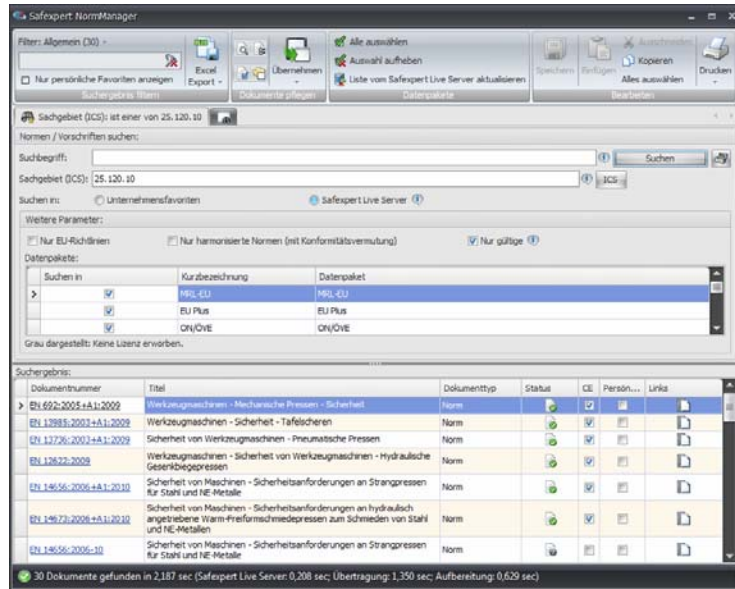 Safexpert NormManager
Filter: Allgemein (30)
Nur persönliche Favoriten anzeigen
Suchergebnis filtern
Excel Export
Übernehmen
Dokumente pflegen
Alle auswählen
Auswahl aufheben
Liste vom Safexpert Live Server aktualisieren
Datenpakete
Speichern
Einfügen
Ausschneiden
Kopieren
Alles auswählen
Bearbeiten
Drucken
Sachgebiet (ICS): ist einer von 25.120.10
Normen / Vorschriften suchen:
Suchbegriff:
Suchen
Sachgebiet (ICS): 25.120.10
ICS
Suchen in: Unternehmensfavoriten Safexpert Live Server
Weitere Parameter:
Nur EU-Richtlinien Nur harmonisierte Normen (mit Konformitätsvermutung) Nur gültige
Datenpakete:
Suchen in Kurzbezeichnung Datenpaket
MRL-EU MRL-EU
EU Plus EU Plus
ON/ÖVE ON/ÖVE
Grau dargestellt: Keine Lizenz erworben.
Suchergebnis:
Dokumentnummer Titel Dokumenttyp Status CE Persön... Links
EN 692:2005+A1:2009 Werkzeugmaschinen - Mechanische Pressen - Sicherheit Norm
EN 13985:2003+A1:2009 Werkzeugmaschinen - Sicherheit - Tafelscheren Norm
EN 13736:2003+A1:2009 Sicherheit von Werkzeugmaschinen - Pneumatische Pressen Norm
EN 12622:2009 Werkzeugmaschinen - Sicherheit von Werkzeugmaschinen - Hydraulische Norm
Gesenkbiegepressen
EN 14656:2006+A1:2010 Sicherheit von Maschinen - Sicherheitsanforderungen an Strangpressen Norm
für Stahl und NE-Metalle
EN 14673:2006+A1:2010 Sicherheit von Maschinen - Sicherheitsanforderungen an hydraulisch Norm
angetriebene Warm-Freiformschmiedepressen zum Schmieden von Stahl
und NE-Metallen
EN 14656:2006-10 Sicherheit von Maschinen - Sicherheitsanforderungen an Strangpressen Norm
für Stahl und NE-Metalle
30 Dokumente gefunden in 2,187 sec (Safexpert Live Server: 0,208 sec; Übertragung: 1,350 sec; Aufbereitung: 0,629 sec)